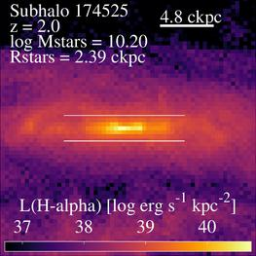 Subhalo 174525
z = 2.0
log Mstars = 10.20
Rstars = 2.39 ckpc
4.8 ckpc
L(H-alpha) [log erg s⁻¹ kpc⁻²]
37 38 39 40